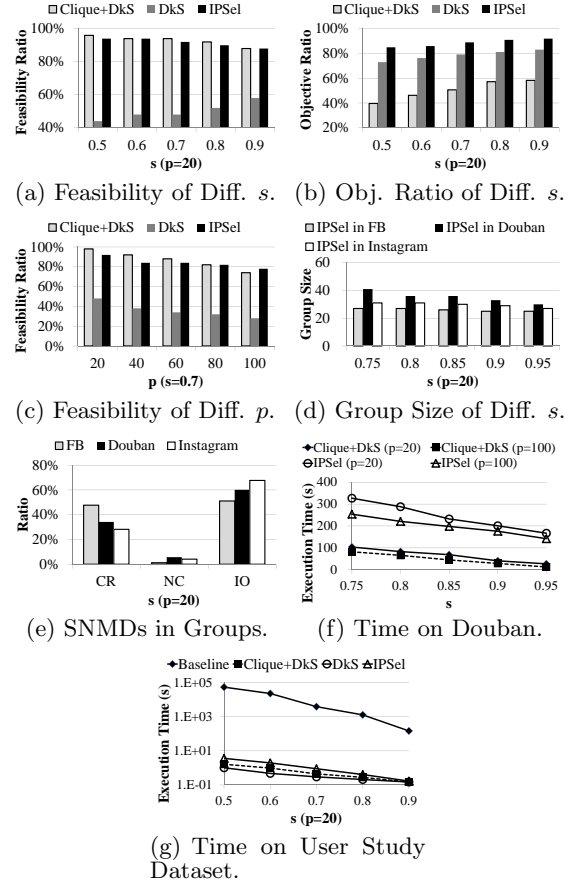 Clique+DkS DkS IPSel
Feasibility Ratio
100%
80%
60%
40%
0.5 0.6 0.7 0.8 0.9
s (p=20)
(a) Feasibility of Diff. s.
Clique+DkS DkS IPSel
Objective Ratio
100%
80%
60%
40%
20%
0.5 0.6 0.7 0.8 0.9
s (p=20)
(b) Obj. Ratio of Diff. s.
Clique+DkS DkS IPSel
Feasibility Ratio
100%
80%
60%
40%
20%
0%
20 40 60 80 100
p (s=0.7)
(c) Feasibility of Diff. p.
IPSel in FB IPSel in Douban
IPSel in Instagram
Group Size
60
40
20
0
0.75 0.8 0.85 0.9 0.95
s (p=20)
(d) Group Size of Diff. s.
FB Douban Instagram
Ratio
80%
60%
40%
20%
0%
CR NC IO
s (p=20)
(e) SNMDs in Groups.
Clique+DkS (p=20) Clique+DkS (p=100)
IPSel (p=20) IPSel (p=100)
Execution Time (s)
400
300
200
100
0
0.75 0.8 0.85 0.9 0.95
s
(f) Time on Douban.
Baseline Clique+DkS DkS IPSel
Execution Time (s)
1.E+05
1.E+03
1.E+01
1.E-01
0.5 0.6 0.7 0.8 0.9
s (p=20)
(g) Time on User Study
Dataset.